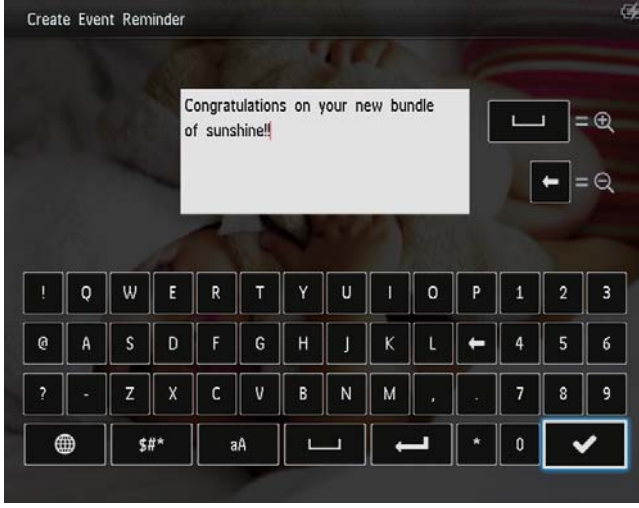 Create Event Reminder
Congratulations on your new bundle
of sunshine!!
=
=
! Q W E R T Y U I O P 1 2 3
@ A S D F G H J K L 4 5 6
? - Z X C V B N M , . 7 8 9
$#* aA * 0